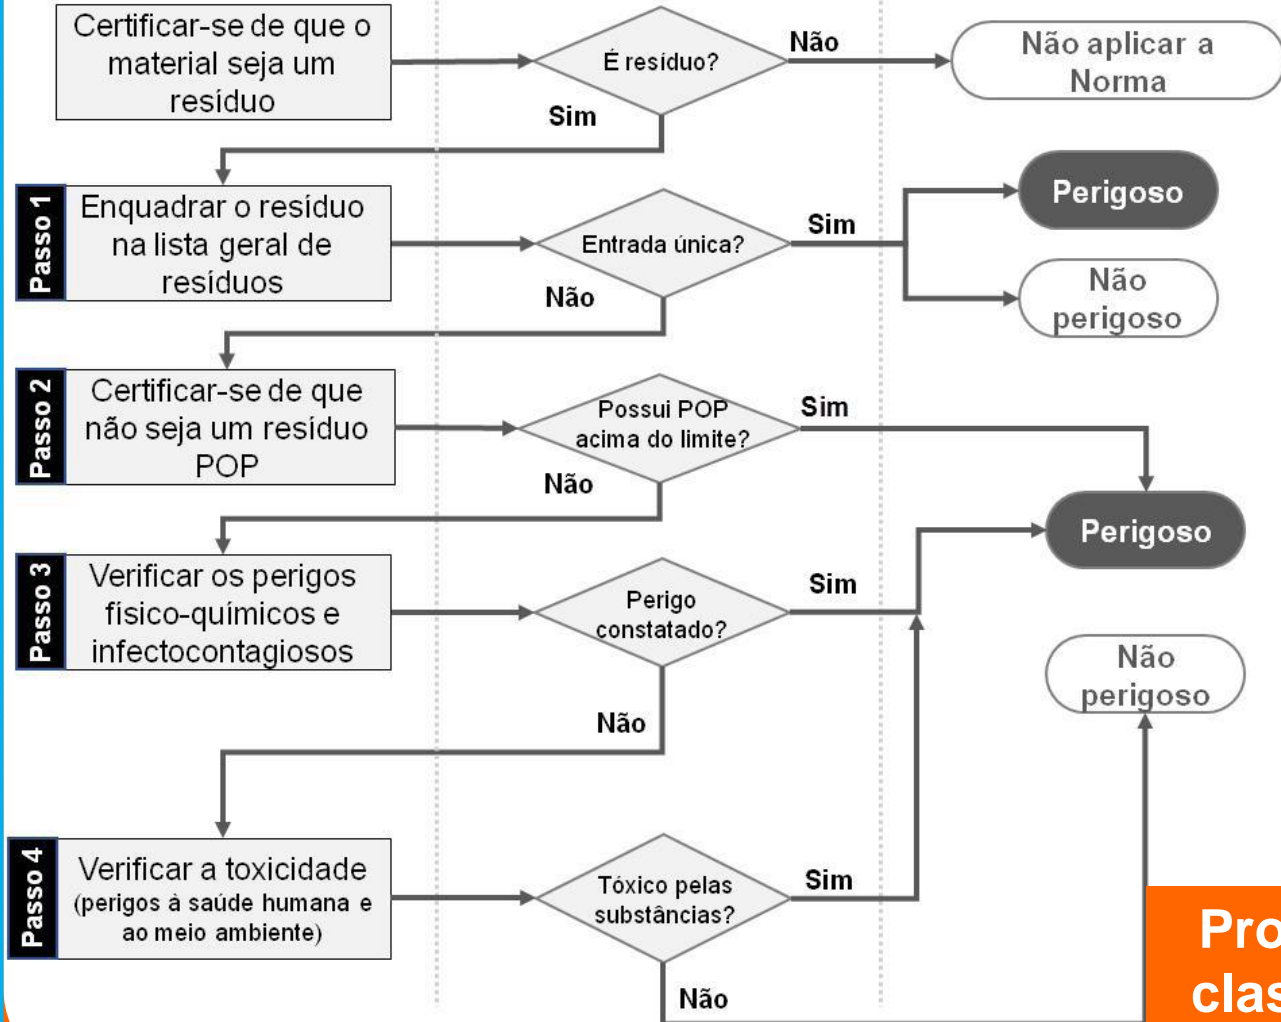 Certificar-se de que o
material seja um
resíduo
É resíduo?
Não
Não aplicar a
Norma
Sim
Passo 1
Enquadrar o resíduo
na lista geral de
resíduos
Entrada única?
Sim
Perigoso
Não
perigoso
Não
Passo 2
Certificar-se de que
não seja um resíduo
POP
Possui POP
acima do limite?
Sim
Não
Perigoso
Passo 3
Verificar os perigos
físico-químicos e
infectocontagiosos
Perigo
constatado?
Sim
Não
perigoso
Não
Passo 4
Verificar a toxicidade
(perigos à saúde humana e
ao meio ambiente)
Tóxico pelas
substâncias?
Sim
Não
Pro
clas